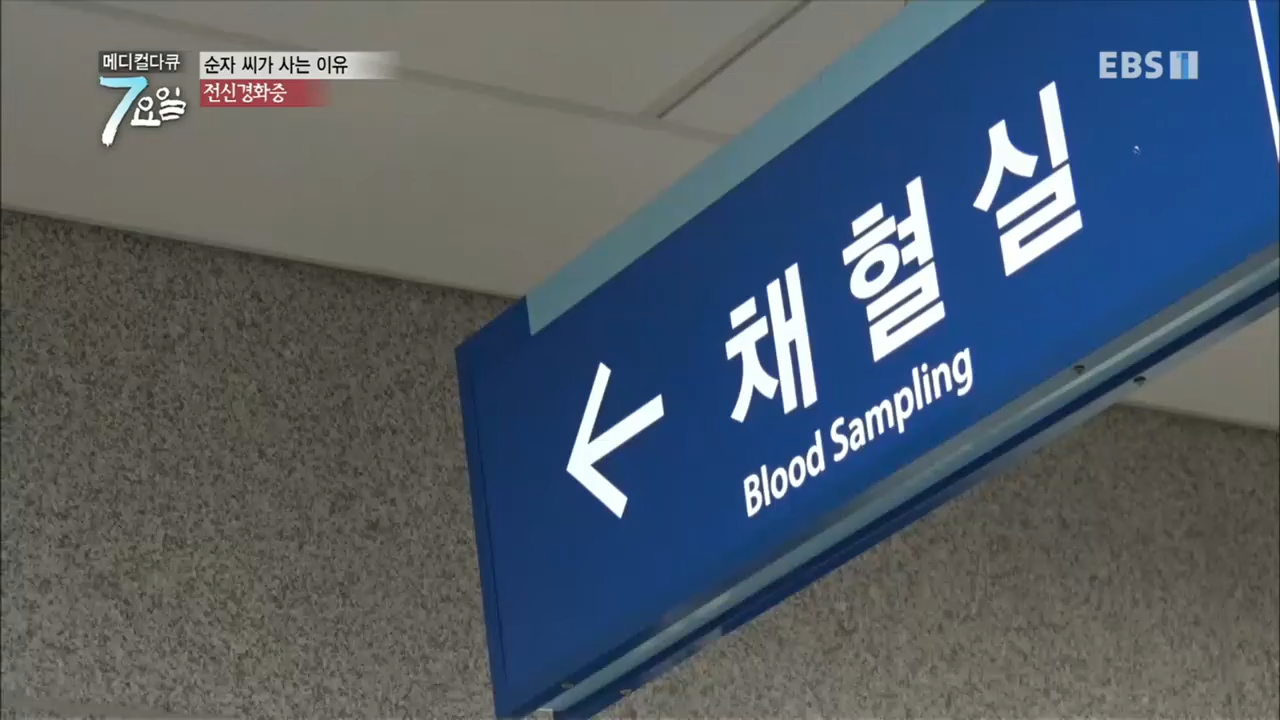 메디컬다큐
7요일
순자 씨가 사는 이유
전신경화증
EBS 1
채혈실
Blood Sampling